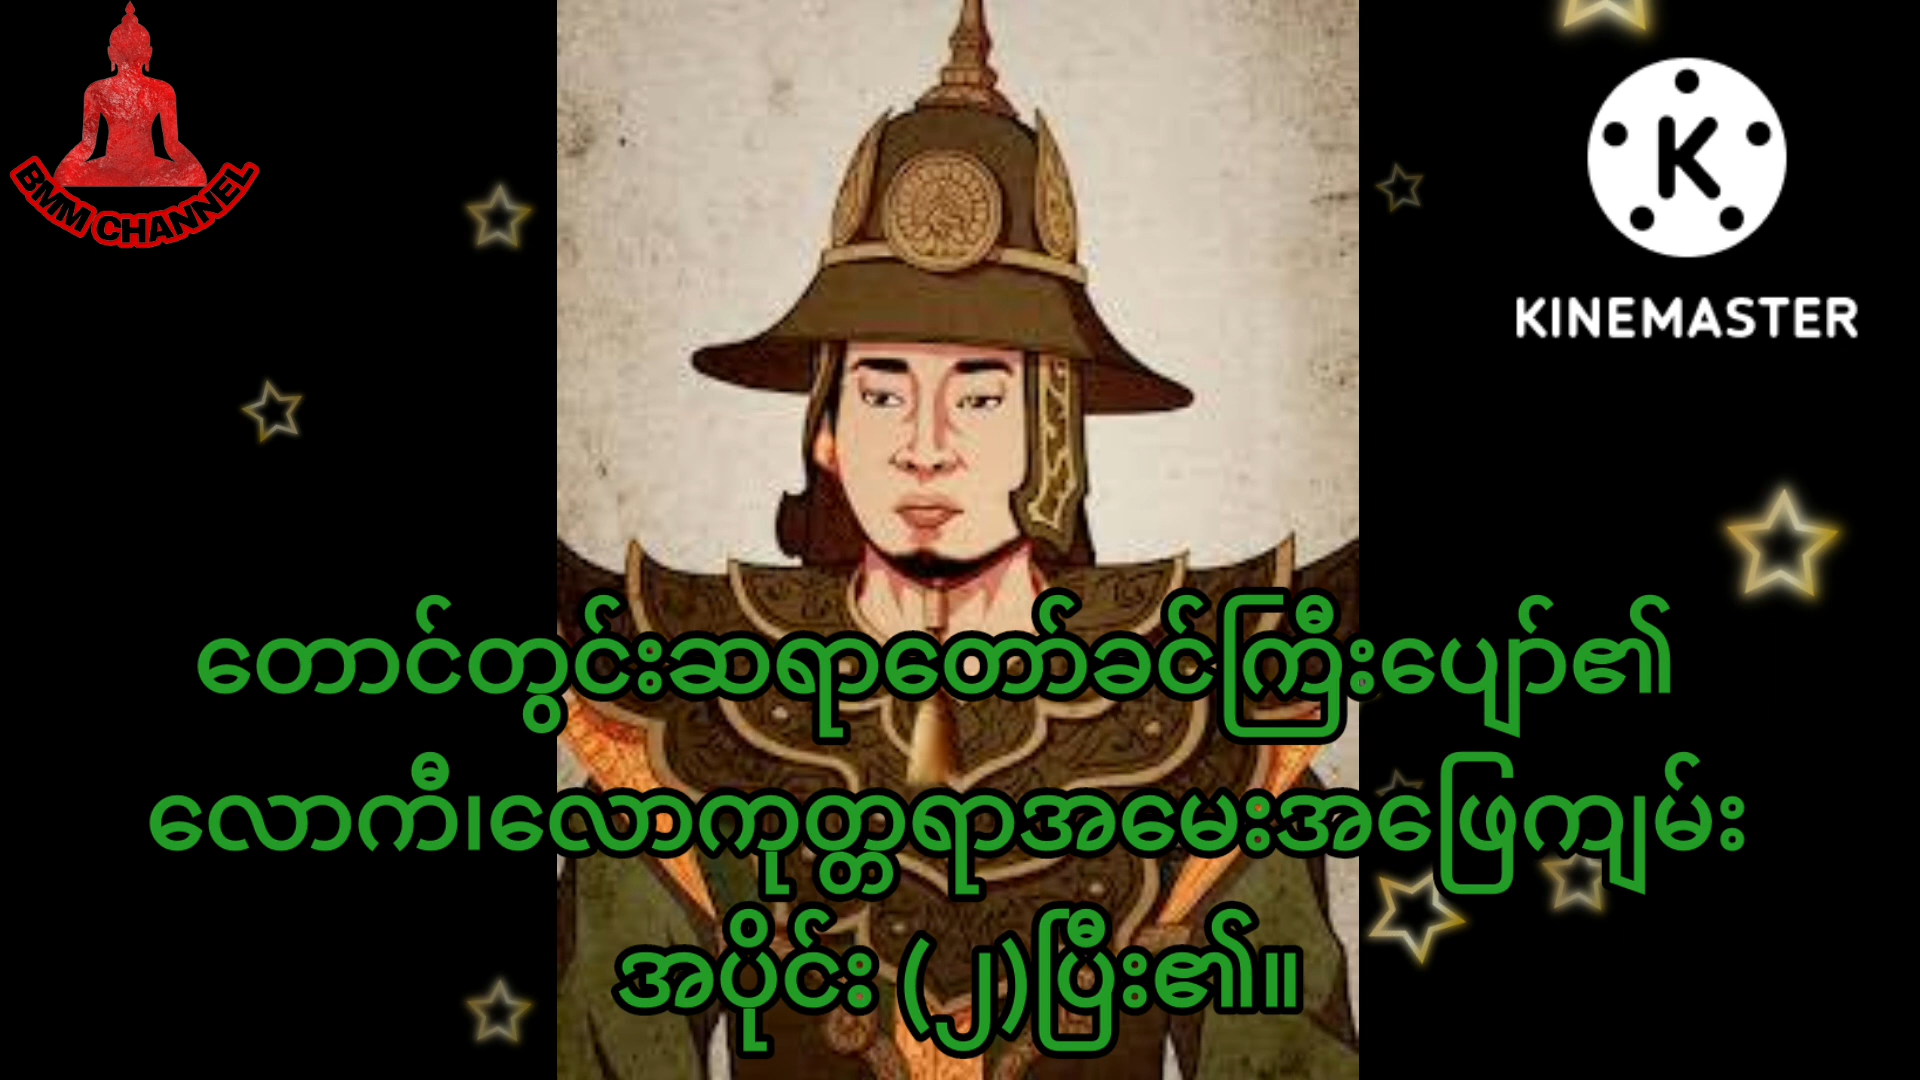 BMM CHANNEL
K
KINEMASTER
တောင်တွင်းဆရာတော်ခင်ကြီးပျော်၏
လောကီ၊လောကုတ္တရာအမေးအဖြေကျမ်း
အပိုင်း (၂)ပြီး၏။